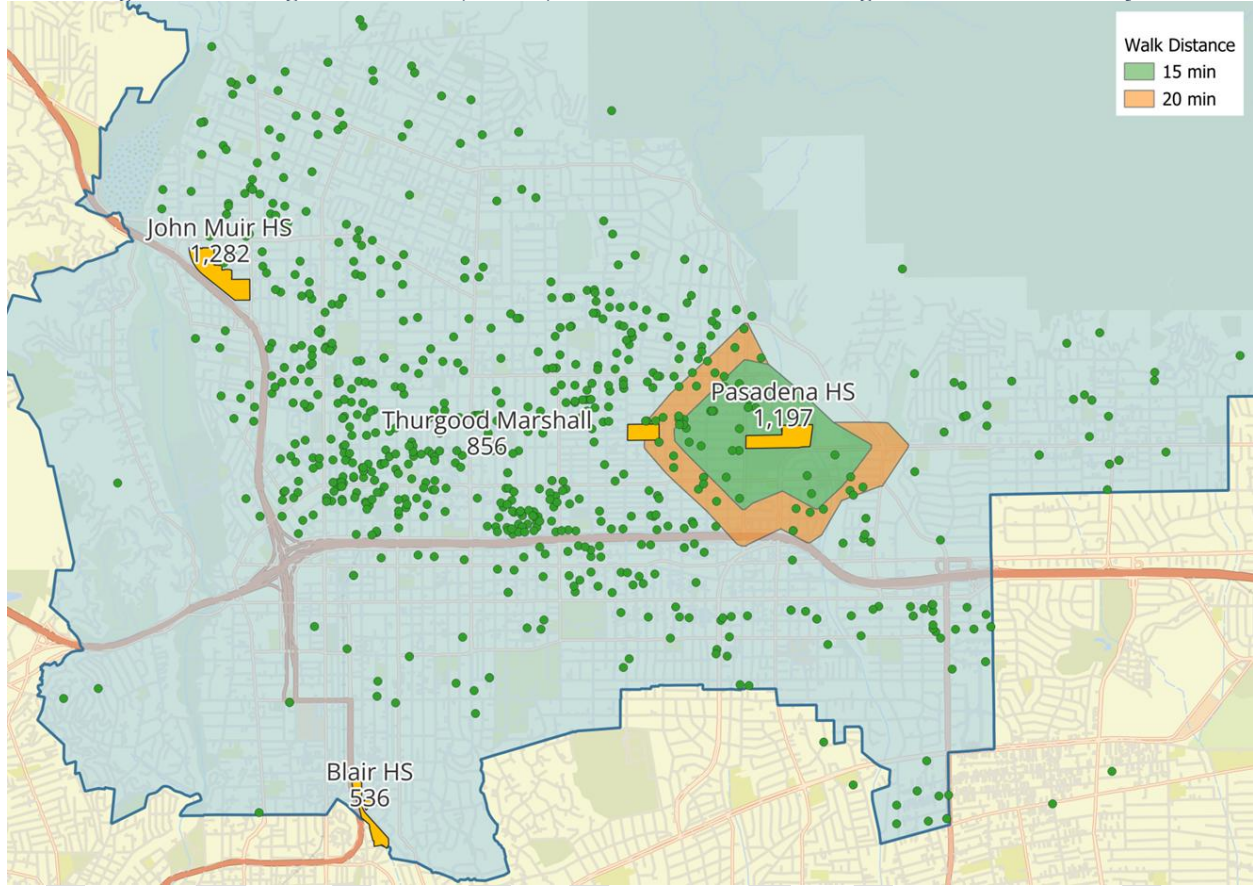 Walk Distance
15 min
20 min
John Muir HS
1,282
Pasadena HS
1,197
Thurgood Marshall
856
Blair HS
536